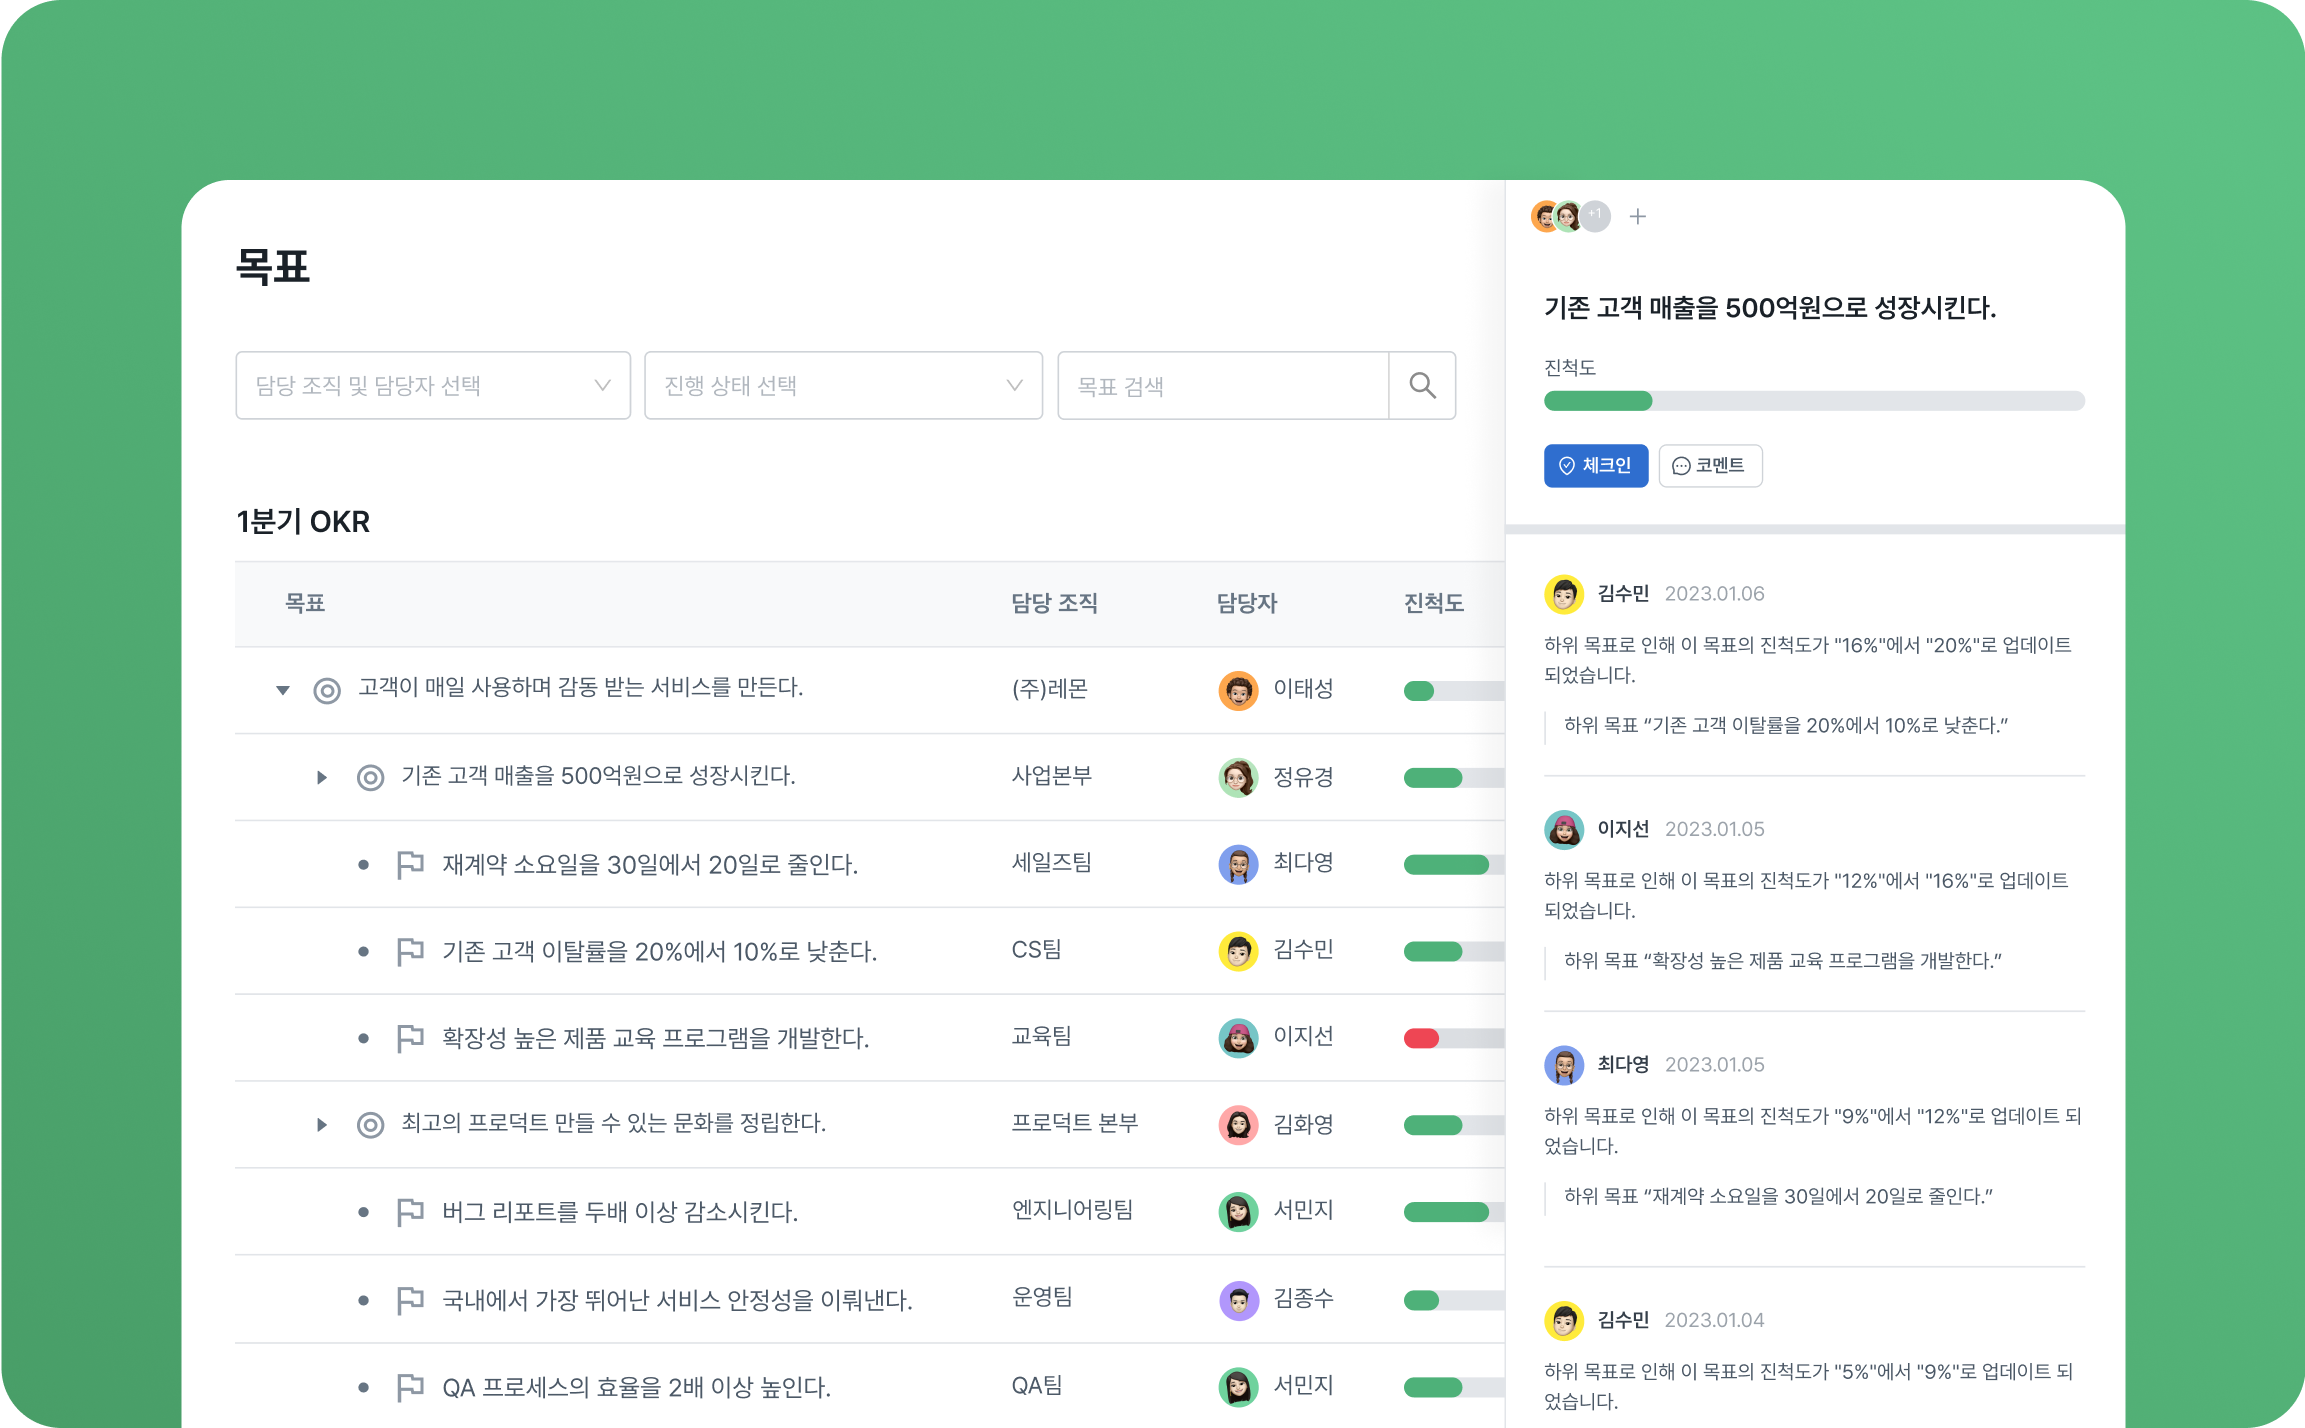 목표
담당 조직 및 담당자 선택
진행 상태 선택
목표 검색
1분기 OKR
목표 담당 조직 담당자 진척도
고객이 매일 사용하며 감동 받는 서비스를 만든다. (주)레몬 이태성
기존 고객 매출을 500억원으로 성장시킨다. 사업본부 정유경
재계약 소요일을 30일에서 20일로 줄인다. 세일즈팀 최다영
기존 고객 이탈률을 20%에서 10%로 낮춘다. CS팀 김수민
확장성 높은 제품 교육 프로그램을 개발한다. 교육팀 이지선
최고의 프로덕트 만들 수 있는 문화를 정립한다. 프로덕트 본부 김화영
버그 리포트를 두배 이상 감소시킨다. 엔지니어링팀 서민지
국내에서 가장 뛰어난 서비스 안정성을 이뤄낸다. 운영팀 김종수
QA 프로세스의 효율을 2배 이상 높인다. QA팀 서민지
+1
기존 고객 매출을 500억원으로 성장시킨다.
진척도
체크인
코멘트
김수민 2023.01.06
하위 목표로 인해 이 목표의 진척도가 "16%"에서 "20%"로 업데이트
되었습니다.
하위 목표 “기존 고객 이탈률을 20%에서 10%로 낮춘다.”
이지선 2023.01.05
하위 목표로 인해 이 목표의 진척도가 "12%"에서 "16%"로 업데이트
되었습니다.
하위 목표 “확장성 높은 제품 교육 프로그램을 개발한다.”
최다영 2023.01.05
하위 목표로 인해 이 목표의 진척도가 "9%"에서 "12%"로 업데이트 되
었습니다.
하위 목표 “재계약 소요일을 30일에서 20일로 줄인다.”
김수민 2023.01.04
하위 목표로 인해 이 목표의 진척도가 "5%"에서 "9%"로 업데이트 되
었습니다.